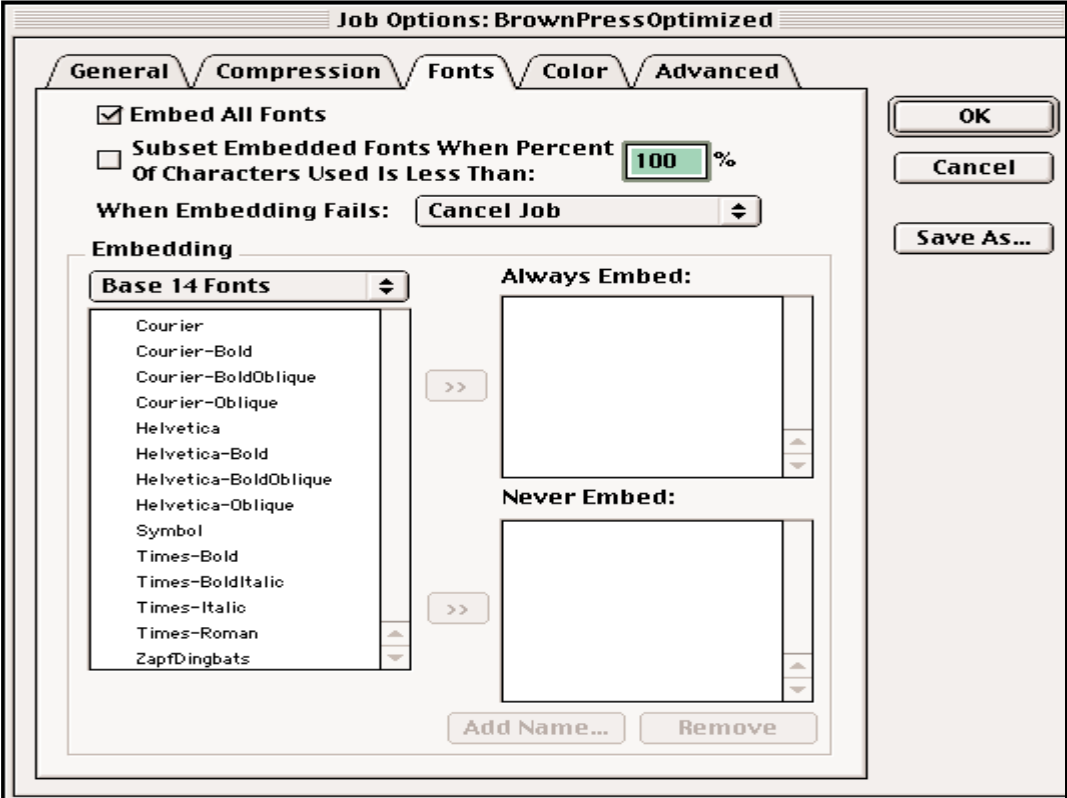 Job Options: BrownPressOptimized
General Compression Fonts Color Advanced
Embed All Fonts
Subset Embedded Fonts When Percent
Of Characters Used Is Less Than:
100 %
When Embedding Fails: Cancel Job
OK
Cancel
Save As...
Embedding
Base 14 Fonts
Courier
Courier-Bold
Courier-BoldOblique
Courier-Oblique
Helvetica
Helvetica-Bold
Helvetica-BoldOblique
Helvetica-Oblique
Symbol
Times-Bold
Times-BoldItalic
Times-Italic
Times-Roman
ZapfDingbats
>>
>>
Always Embed:
Never Embed:
Add Name... Remove